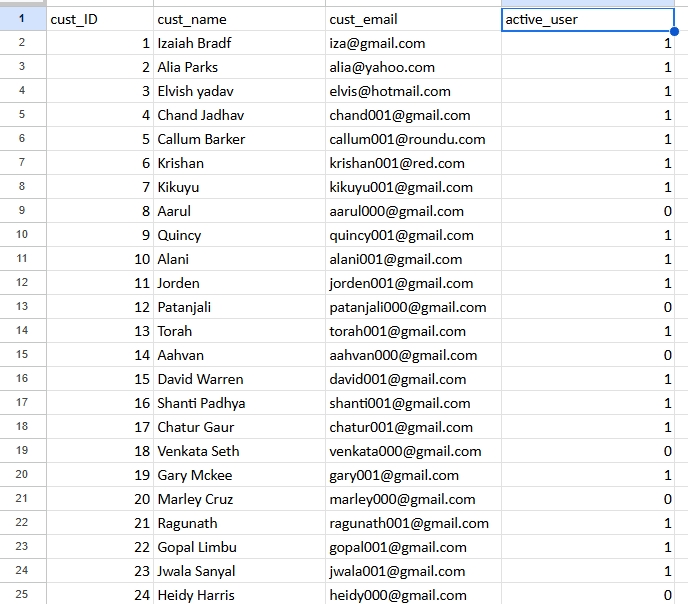 1 cust_ID cust_name cust_email active_user
2 1 Izaiah Bradf iza@gmail.com 1
3 2 Alia Parks alia@yahoo.com 1
4 3 Elvish yadav elvis@hotmail.com 1
5 4 Chand Jadhav chand001@gmail.com 1
6 5 Callum Barker callum001@roundu.com 1
7 6 Krishan krishan001@red.com 1
8 7 Kikuyu kikuyu001@gmail.com 1
9 8 Aarul aarul000@gmail.com 0
10 9 Quincy quincy001@gmail.com 1
11 10 Alani alani001@gmail.com 1
12 11 Jorden jorden001@gmail.com 1
13 12 Patanjali patanjali000@gmail.com 0
14 13 Torah torah001@gmail.com 1
15 14 Aahvan aahvan000@gmail.com 0
16 15 David Warren david001@gmail.com 1
17 16 Shanti Padhya shanti001@gmail.com 1
18 17 Chatur Gaur chatur001@gmail.com 1
19 18 Venkata Seth venkata000@gmail.com 0
20 19 Gary Mckee gary001@gmail.com 1
21 20 Marley Cruz marley000@gmail.com 0
22 21 Ragunath ragunath001@gmail.com 1
23 22 Gopal Limbu gopal001@gmail.com 1
24 23 Jwala Sanyal jwala001@gmail.com 1
25 24 Heidy Harris heidy000@gmail.com 0